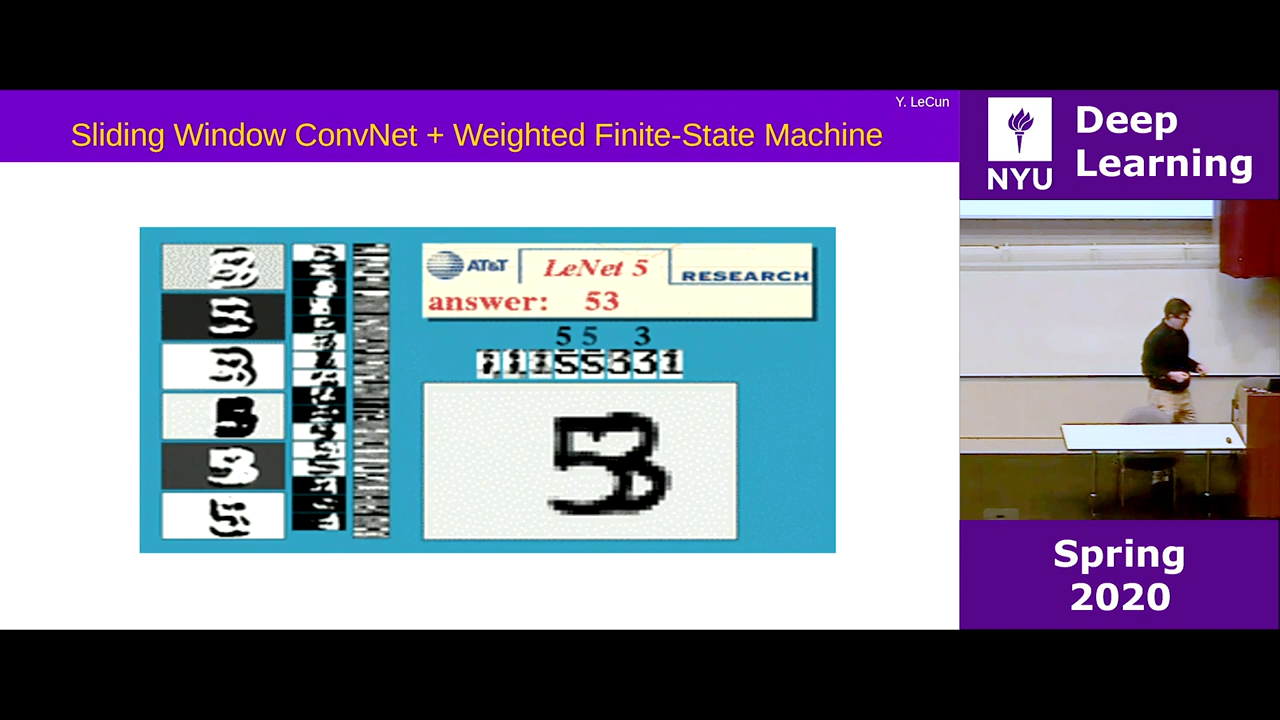 Y. LeCun
Sliding Window ConvNet + Weighted Finite-State Machine
AT&T LeNet 5 RESEARCH
answer: 53
5 5 3
1 1 1 5 5 3 3 1
53
NYU
Deep
Learning
Spring
2020